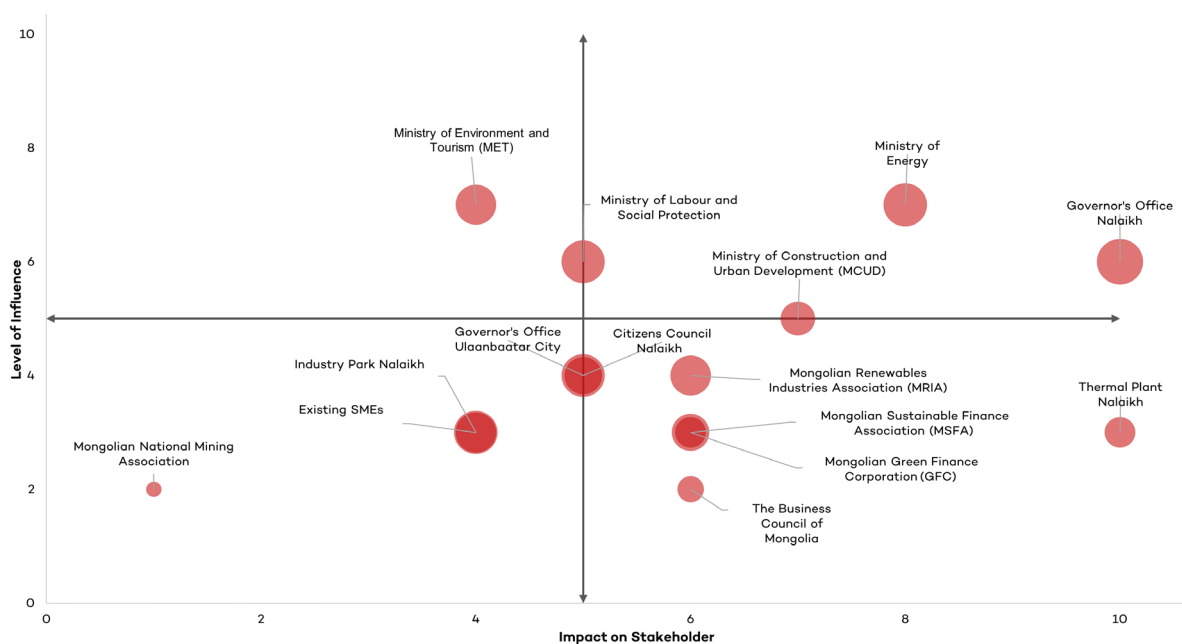 10
Ministry of Environment and
Tourism (MET)
Ministry of
Energy
8
Ministry of Labour and
Social Protection
Governor's Office
Nalaikh
6
Ministry of Construction and
Urban Development (MCUD)
Level of Influence
Governor's Office
Ulaanbaatar City
Citizens Council
Nalaikh
Industry Park Nalaikh
4
Mongolian Renewables
Industries Association (MRIA)
Thermal Plant
Nalaikh
Existing SMEs
Mongolian Sustainable Finance
Association (MSFA)
Mongolian National Mining
Association
Mongolian Green Finance
Corporation (GFC)
2
The Business
Council of
Mongolia
0
0
2
4
6
8
10
Impact on Stakeholder